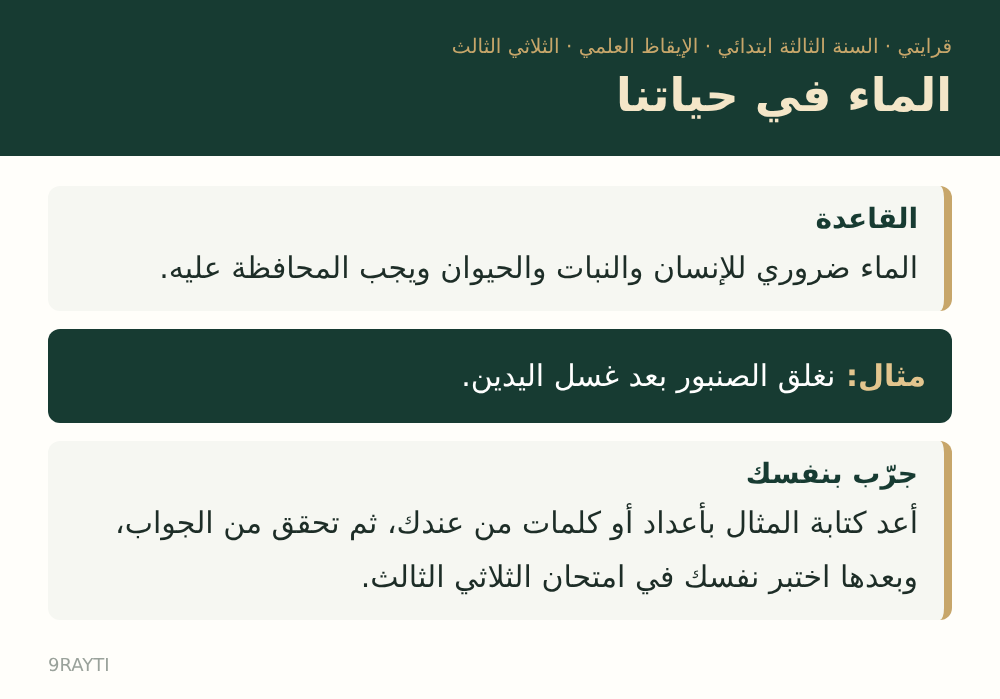 قرايتي · السنة الثالثة ابتدائي · الإيقاظ العلمي · الثلاثي الثالث
الماء في حياتنا
القاعدة
الماء ضروري للإنسان والنبات والحيوان ويجب المحافظة عليه.
مثال: نغلق الصنبور بعد غسل اليدين.
جرّب بنفسك
أعد كتابة المثال بأعداد أو كلمات من عندك، ثم تحقق من الجواب،
وبعدها اختبر نفسك في امتحان الثلاثي الثالث.
9RAYTI